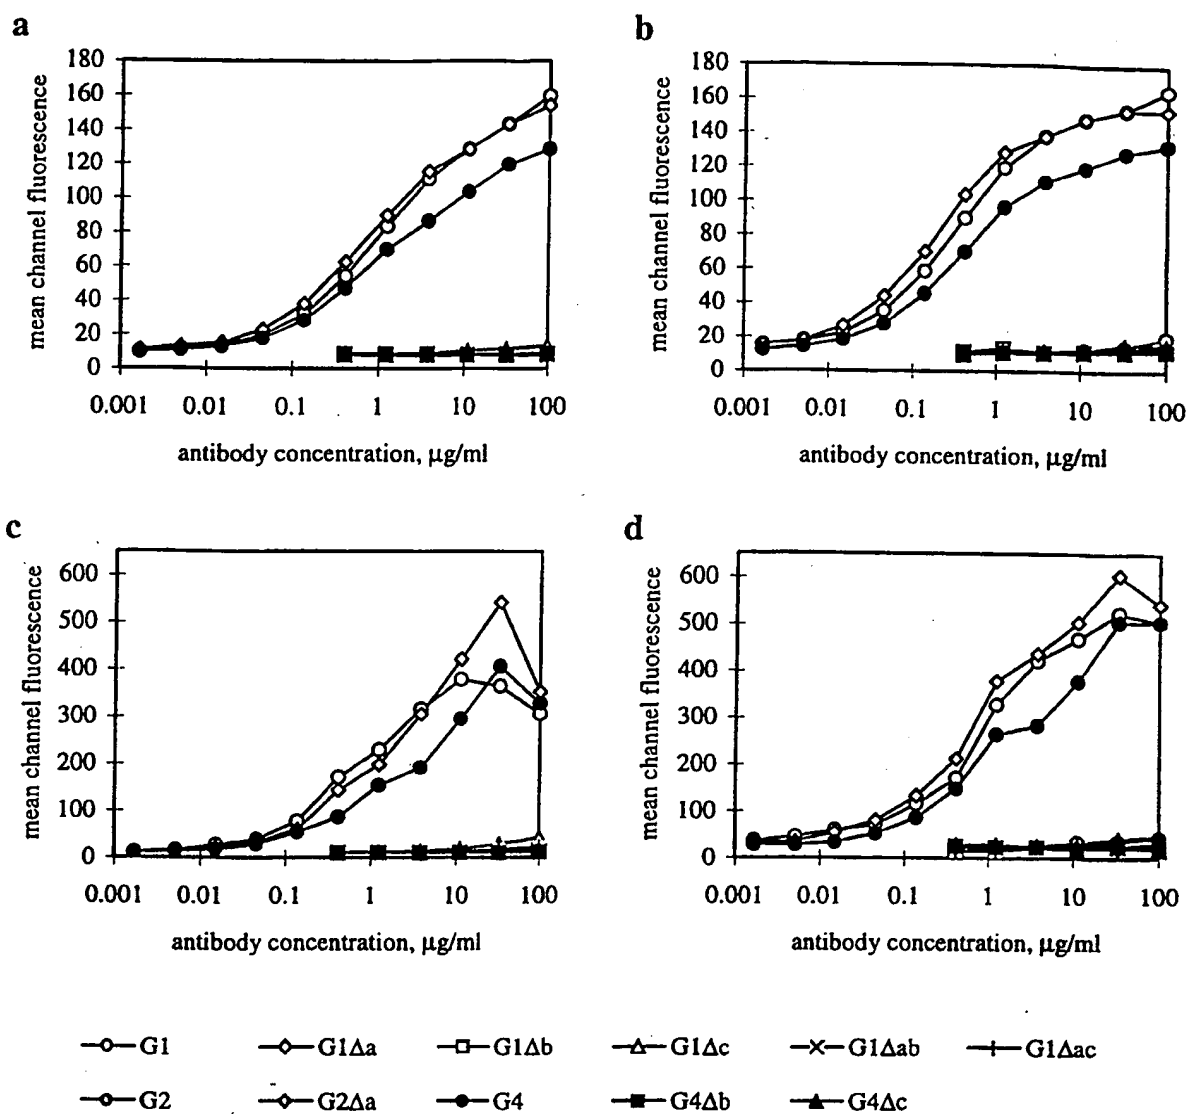 a
b
180
160
140
120
100
80
60
40
20
0
mean channel fluorescence
0.001 0.01 0.1 1 10 100
antibody concentration, μg/ml
180
160
140
120
100
80
60
40
20
0
mean channel fluorescence
0.001 0.01 0.1 1 10 100
antibody concentration, μg/ml
c
d
600
500
400
300
200
100
0
mean channel fluorescence
0.001 0.01 0.1 1 10 100
antibody concentration, μg/ml
600
500
400
300
200
100
0
mean channel fluorescence
0.001 0.01 0.1 1 10 100
antibody concentration, μg/ml
G1 G1Δa G1Δb G1Δc G1Δab G1Δac
G2 G2Δa G4 G4Δb G4Δc